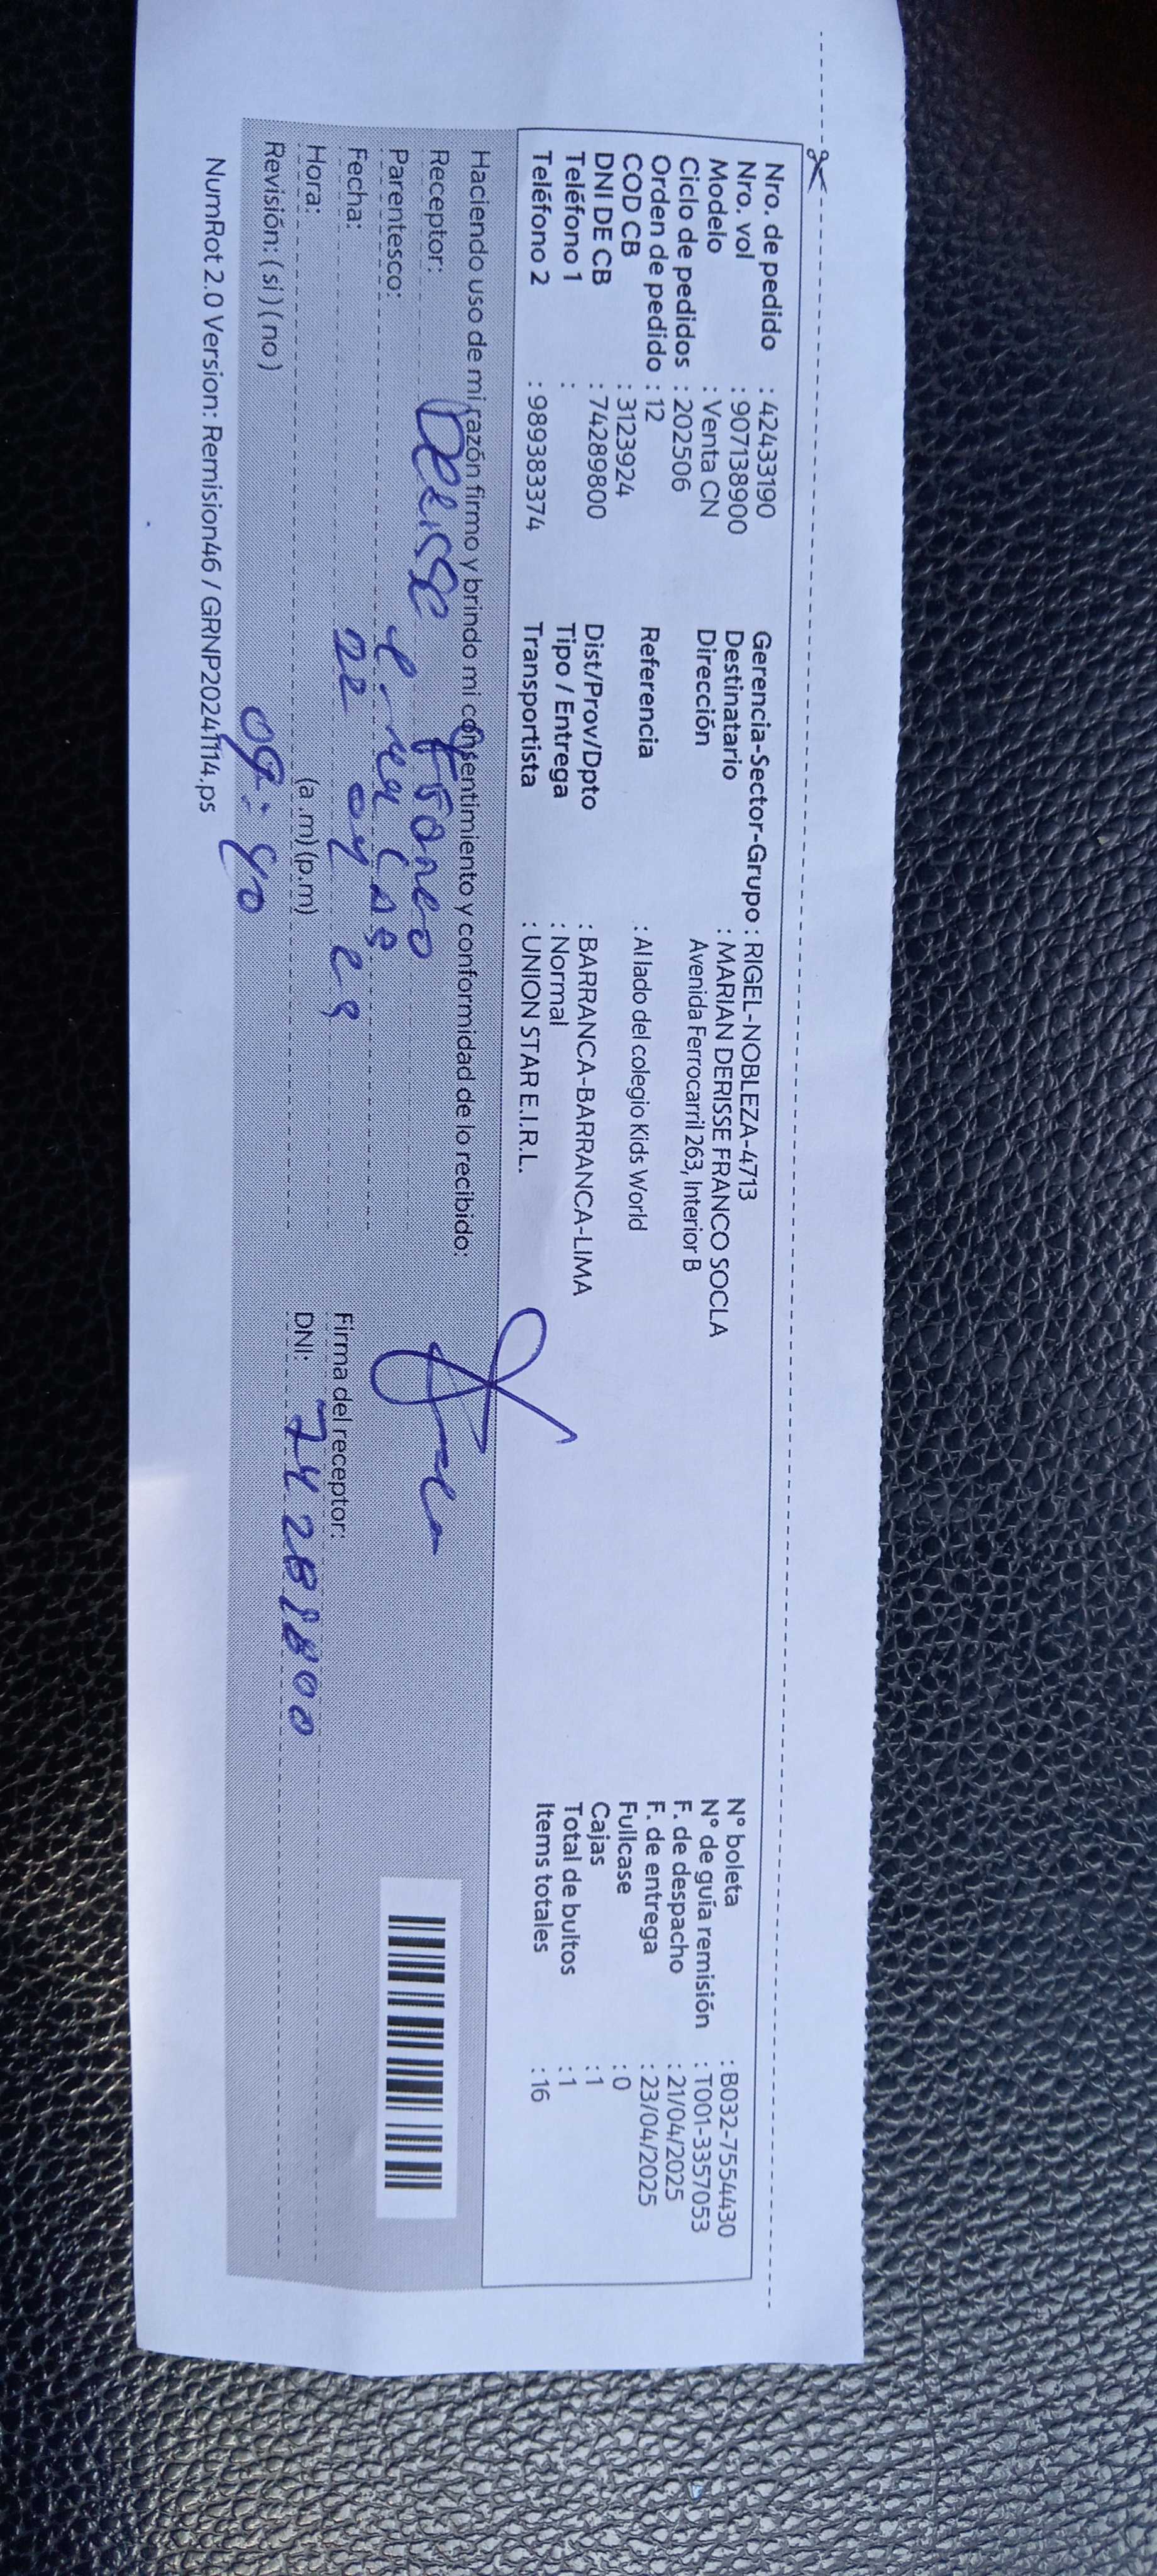 Nro. de pedido : 42433190
Nro. vol : 907138900
Modelo : Venta CN
Ciclo de pedidos : 202506
Orden de pedido : 12
COD CB : 3123924
DNI DE CB : 74289800
Teléfono 1 :
Teléfono 2 : 989383374
Gerencia-Sector-Grupo : RIGEL-NOBLEZA-4713
Destinatario : MARIAN DERISSE FRANCO SOCLA
Dirección Avenida Ferrocarril 263, Interior B
Referencia : Al lado del colegio Kids World
Dist/Prov/Dpto : BARRANCA-BARRANCA-LIMA
Tipo / Entrega : Normal
Transportista : UNION STAR E.I.R.L.
N° boleta : B032-7554430
N° de guía remisión : T001-3357053
F. de despacho : 21/04/2025
F. de entrega : 23/04/2025
Fullcase : 0
Cajas : 1
Total de bultos : 1
Items totales : 16
Haciendo uso de mi razón firmo y brindo mi consentimiento y conformidad de lo recibido:
Receptor: Derisse Franco
Parentesco:
Fecha: 22 04
Hora: (a.m) (p.m)
Revisión: ( si ) ( no )
Firma del receptor:
DNI:
NumRot 2.0 Version: Remision46 / GRNP20241114.ps